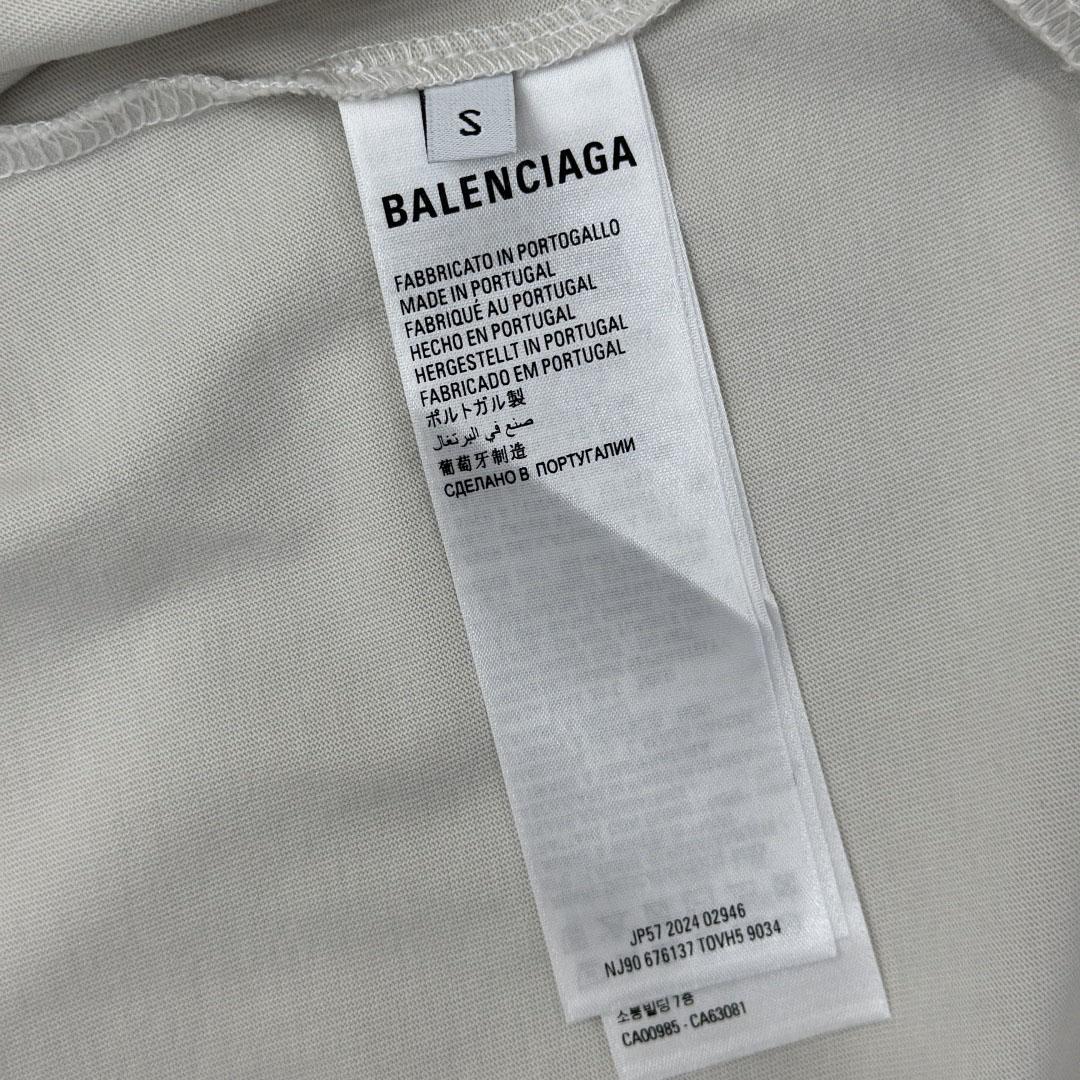 S
BALENCIAGA
FABBRICATO IN PORTOGALLO
MADE IN PORTUGAL
FABRIQUÉ AU PORTUGAL
HECHO EN PORTUGAL
HERGESTELLT IN PORTUGAL
FABRICADO EM PORTUGAL
ポルトガル製
صنع في البرتغال
葡萄牙制造
СДЕЛАНО В ПОРТУГАЛИИ
JP57 2024 02946
NJ90 676137 TOVH5 9034
소봉빌딩 7층
CA00985 - CA63081